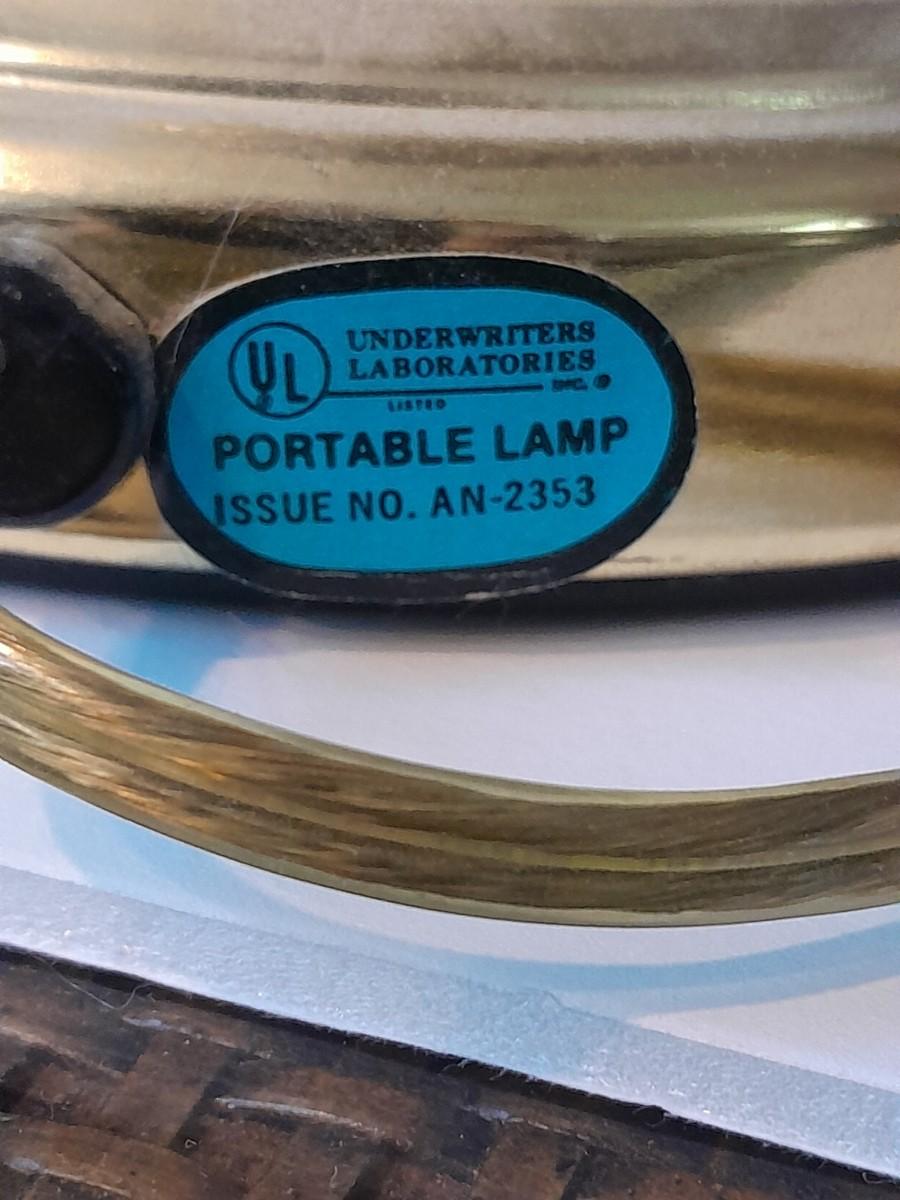 UL
UNDERWRITERS
LABORATORIES
INC. ®
LISTED
PORTABLE LAMP
ISSUE NO. AN-2353